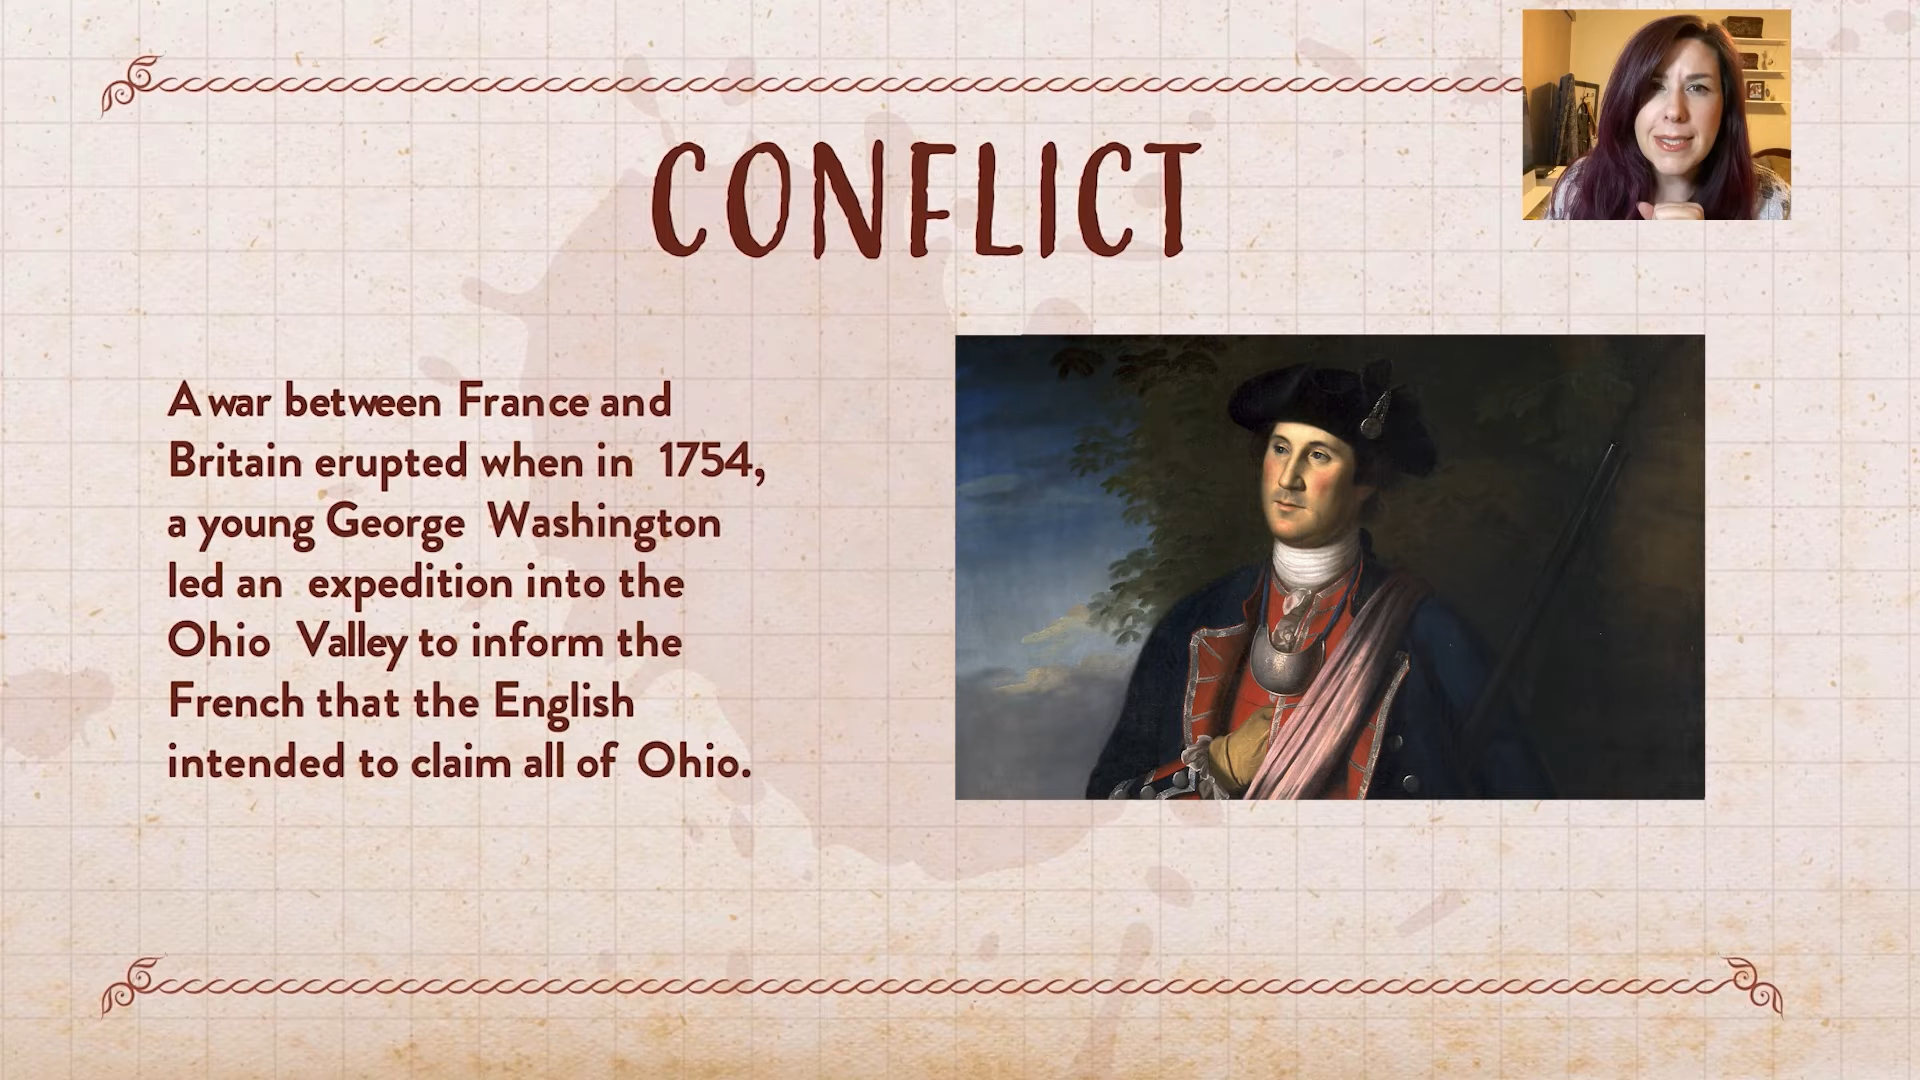 CONFLICT
A war between France and
Britain erupted when in 1754,
a young George Washington
led an expedition into the
Ohio Valley to inform the
French that the English
intended to claim all of Ohio.